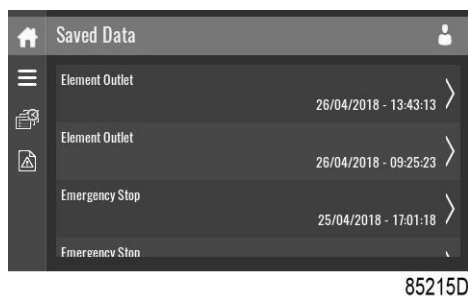 Saved Data
Element Outlet
26/04/2018 - 13:43:13
Element Outlet
26/04/2018 - 09:25:23
Emergency Stop
25/04/2018 - 17:01:18
Emergency Stop
85215D